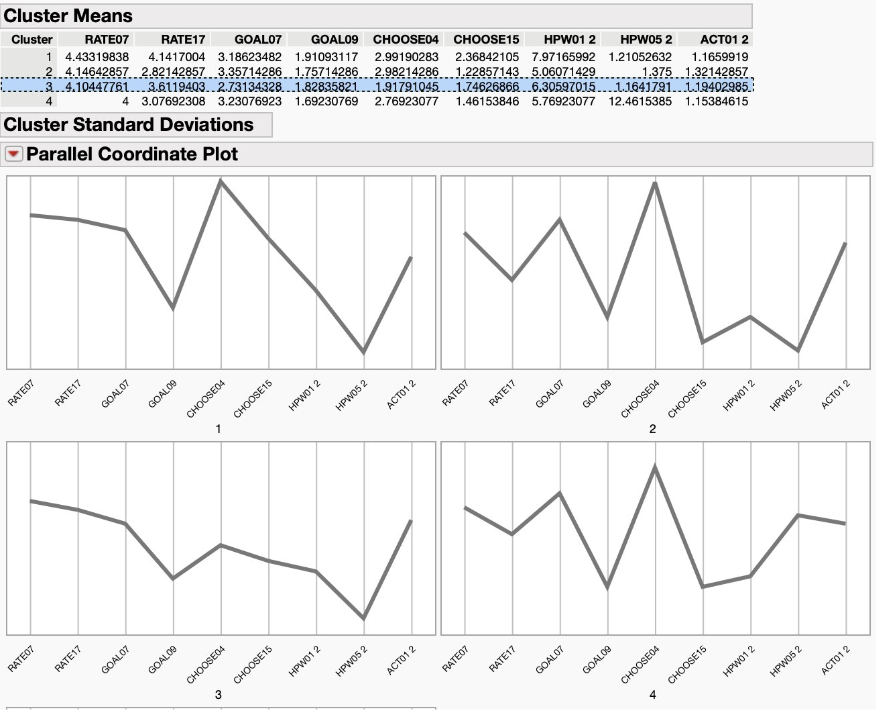 Cluster Means
Cluster RATE07 RATE17 GOAL07 GOAL09 CHOOSE04 CHOOSE15 HPW01 2 HPW05 2 ACT01 2
1 4.43319838 4.1417004 3.18623482 1.91093117 2.99190283 2.36842105 7.97165992 1.21052632 1.1659919
2 4.14642857 2.82142857 3.35714286 1.75714286 2.98214286 1.22857143 5.06071429 1.375 1.32142857
3 4.10447761 3.6119403 2.73134328 1.82835821 1.91791045 1.74626866 6.30597015 1.1641791 1.19402985
4 4 3.07692308 3.23076923 1.69230769 2.76923077 1.46153846 5.76923077 12.4615385 1.15384615
Cluster Standard Deviations
Parallel Coordinate Plot
RATE07 RATE17 GOAL07 GOAL09 CHOOSE04 CHOOSE15 HPW01 2 HPW05 2 ACT01 2
1
RATE07 RATE17 GOAL07 GOAL09 CHOOSE04 CHOOSE15 HPW01 2 HPW05 2 ACT01 2
2
RATE07 RATE17 GOAL07 GOAL09 CHOOSE04 CHOOSE15 HPW01 2 HPW05 2 ACT01 2
3
RATE07 RATE17 GOAL07 GOAL09 CHOOSE04 CHOOSE15 HPW01 2 HPW05 2 ACT01 2
4